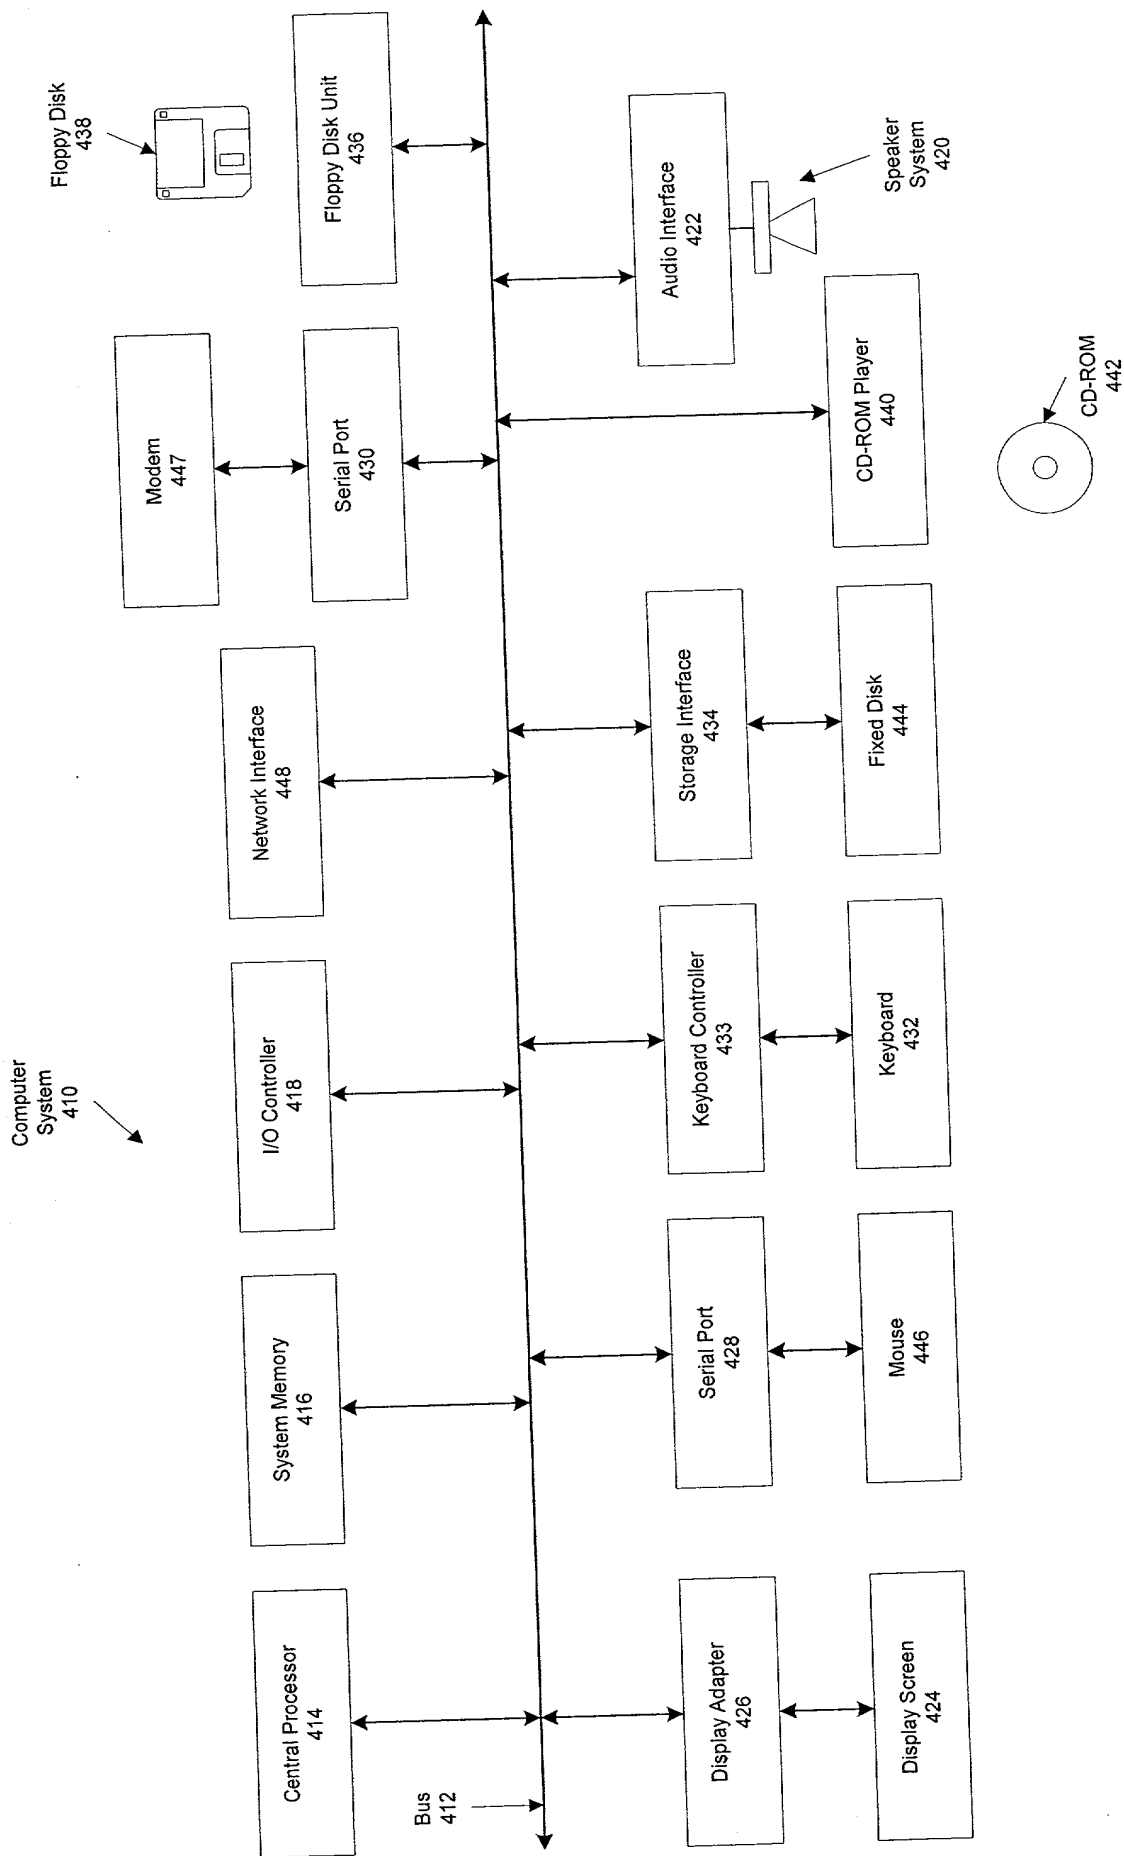 Computer
System
410
Central Processor
414
System Memory
416
I/O Controller
418
Network Interface
448
Modem
447
Serial Port
430
Floppy Disk
438
Floppy Disk Unit
436
Bus
412
Display Adapter
426
Display Screen
424
Serial Port
428
Mouse
446
Keyboard Controller
433
Keyboard
432
Storage Interface
434
Fixed Disk
444
CD-ROM Player
440
CD-ROM
442
Audio Interface
422
Speaker
System
420